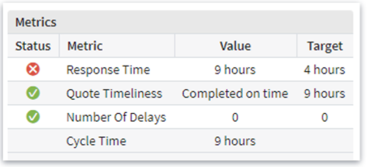 Metrics
Status Metric Value Target
Response Time 9 hours 4 hours
Quote Timeliness Completed on time 9 hours
Number Of Delays 0 0
Cycle Time 9 hours